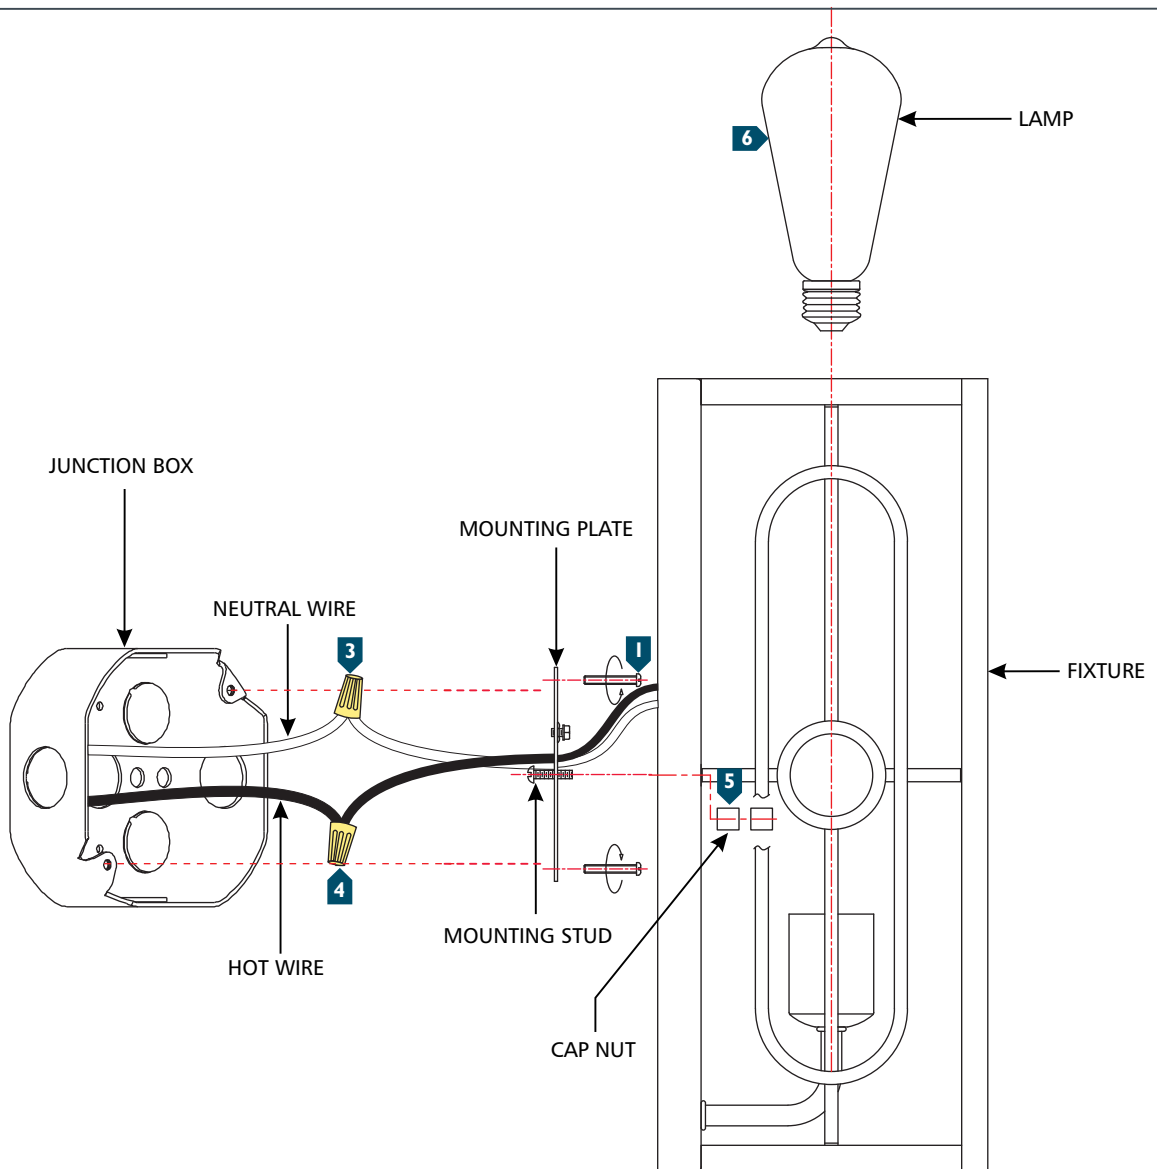 6
LAMP
JUNCTION BOX
MOUNTING PLATE
NEUTRAL WIRE
3
1
FIXTURE
5
4
MOUNTING STUD
HOT WIRE
CAP NUT